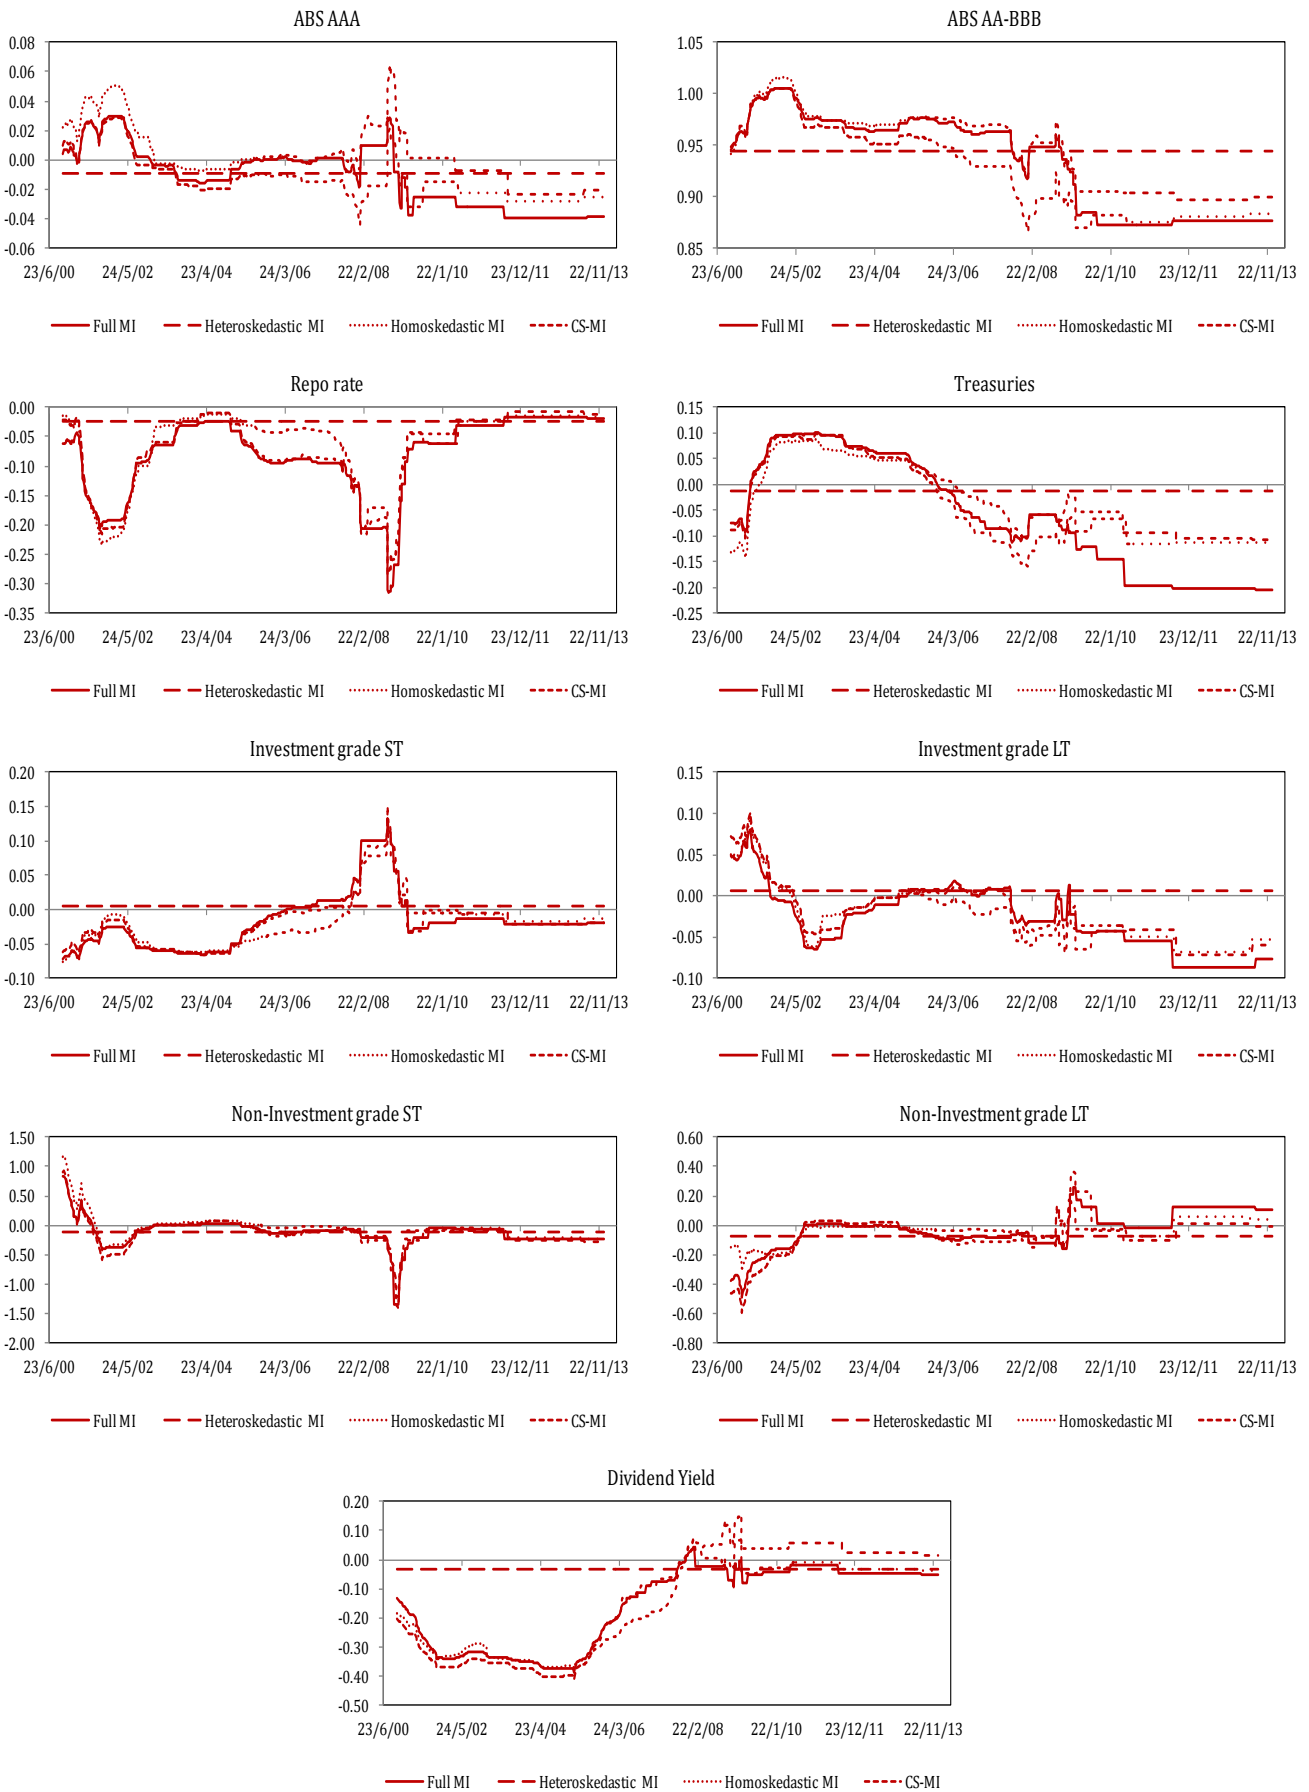 ABS AAA
0.08
0.06
0.04
0.02
0.00
-0.02
-0.04
-0.06
23/6/00 24/5/02 23/4/04 24/3/06 22/2/08 22/1/10 23/12/11 22/11/13
Full MI Heteroskedastic MI Homoskedastic MI CS-MI
ABS AA-BBB
1.05
1.00
0.95
0.90
0.85
23/6/00 24/5/02 23/4/04 24/3/06 22/2/08 22/1/10 23/12/11 22/11/13
Full MI Heteroskedastic MI Homoskedastic MI CS-MI
Repo rate
0.00
-0.05
-0.10
-0.15
-0.20
-0.25
-0.30
-0.35
23/6/00 24/5/02 23/4/04 24/3/06 22/2/08 22/1/10 23/12/11 22/11/13
Full MI Heteroskedastic MI Homoskedastic MI CS-MI
Treasuries
0.15
0.10
0.05
0.00
-0.05
-0.10
-0.15
-0.20
-0.25
23/6/00 24/5/02 23/4/04 24/3/06 22/2/08 22/1/10 23/12/11 22/11/13
Full MI Heteroskedastic MI Homoskedastic MI CS-MI
Investment grade ST
0.20
0.15
0.10
0.05
0.00
-0.05
-0.10
23/6/00 24/5/02 23/4/04 24/3/06 22/2/08 22/1/10 23/12/11 22/11/13
Full MI Heteroskedastic MI Homoskedastic MI CS-MI
Investment grade LT
0.15
0.10
0.05
0.00
-0.05
-0.10
23/6/00 24/5/02 23/4/04 24/3/06 22/2/08 22/1/10 23/12/11 22/11/13
Full MI Heteroskedastic MI Homoskedastic MI CS-MI
Non-Investment grade ST
1.50
1.00
0.50
0.00
-0.50
-1.00
-1.50
-2.00
23/6/00 24/5/02 23/4/04 24/3/06 22/2/08 22/1/10 23/12/11 22/11/13
Full MI Heteroskedastic MI Homoskedastic MI CS-MI
Non-Investment grade LT
0.60
0.40
0.20
0.00
-0.20
-0.40
-0.60
-0.80
23/6/00 24/5/02 23/4/04 24/3/06 22/2/08 22/1/10 23/12/11 22/11/13
Full MI Heteroskedastic MI Homoskedastic MI CS-MI
Dividend Yield
0.20
0.10
0.00
-0.10
-0.20
-0.30
-0.40
-0.50
23/6/00 24/5/02 23/4/04 24/3/06 22/2/08 22/1/10 23/12/11 22/11/13
Full MI Heteroskedastic MI Homoskedastic MI CS-MI